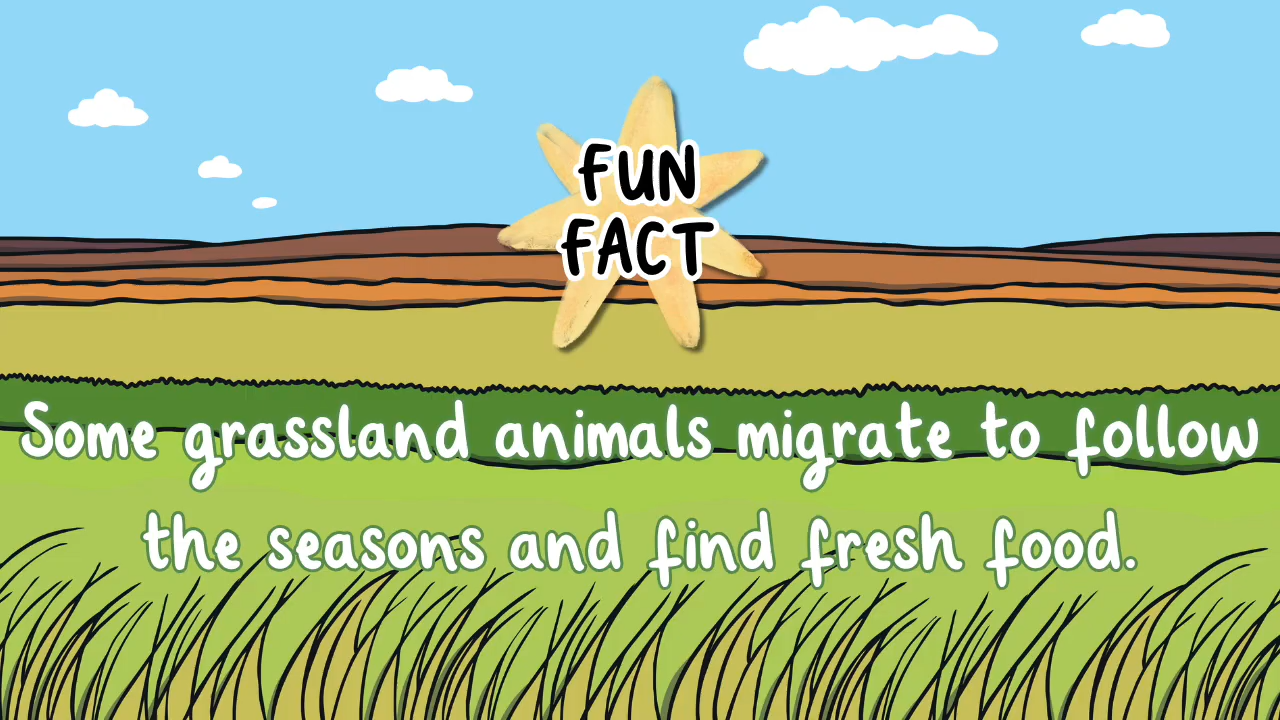 FUN
FACT
Some grassland animals migrate to follow
the seasons and find fresh food.